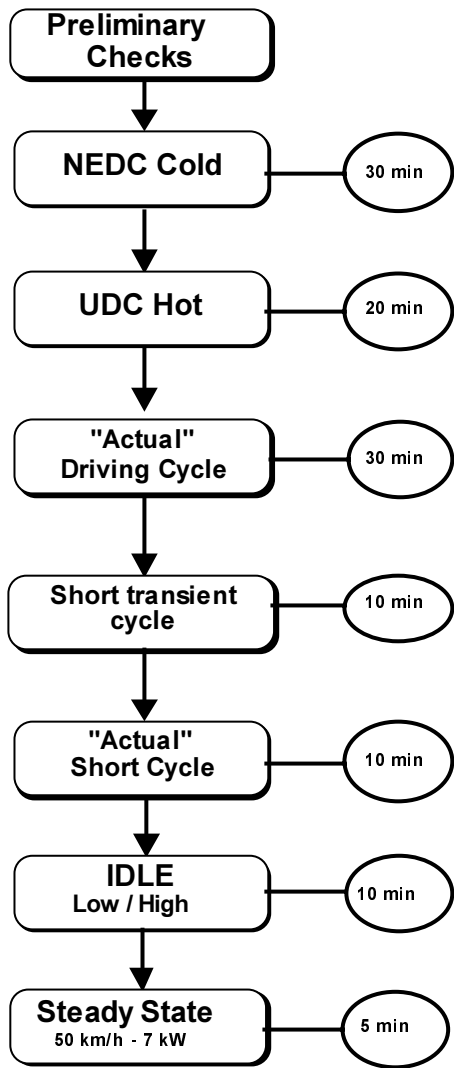 Preliminary
Checks
NEDC Cold
30 min
UDC Hot
20 min
"Actual"
Driving Cycle
30 min
Short transient
cycle
10 min
"Actual"
Short Cycle
10 min
IDLE
Low / High
10 min
Steady State
50 km/h - 7 kW
5 min